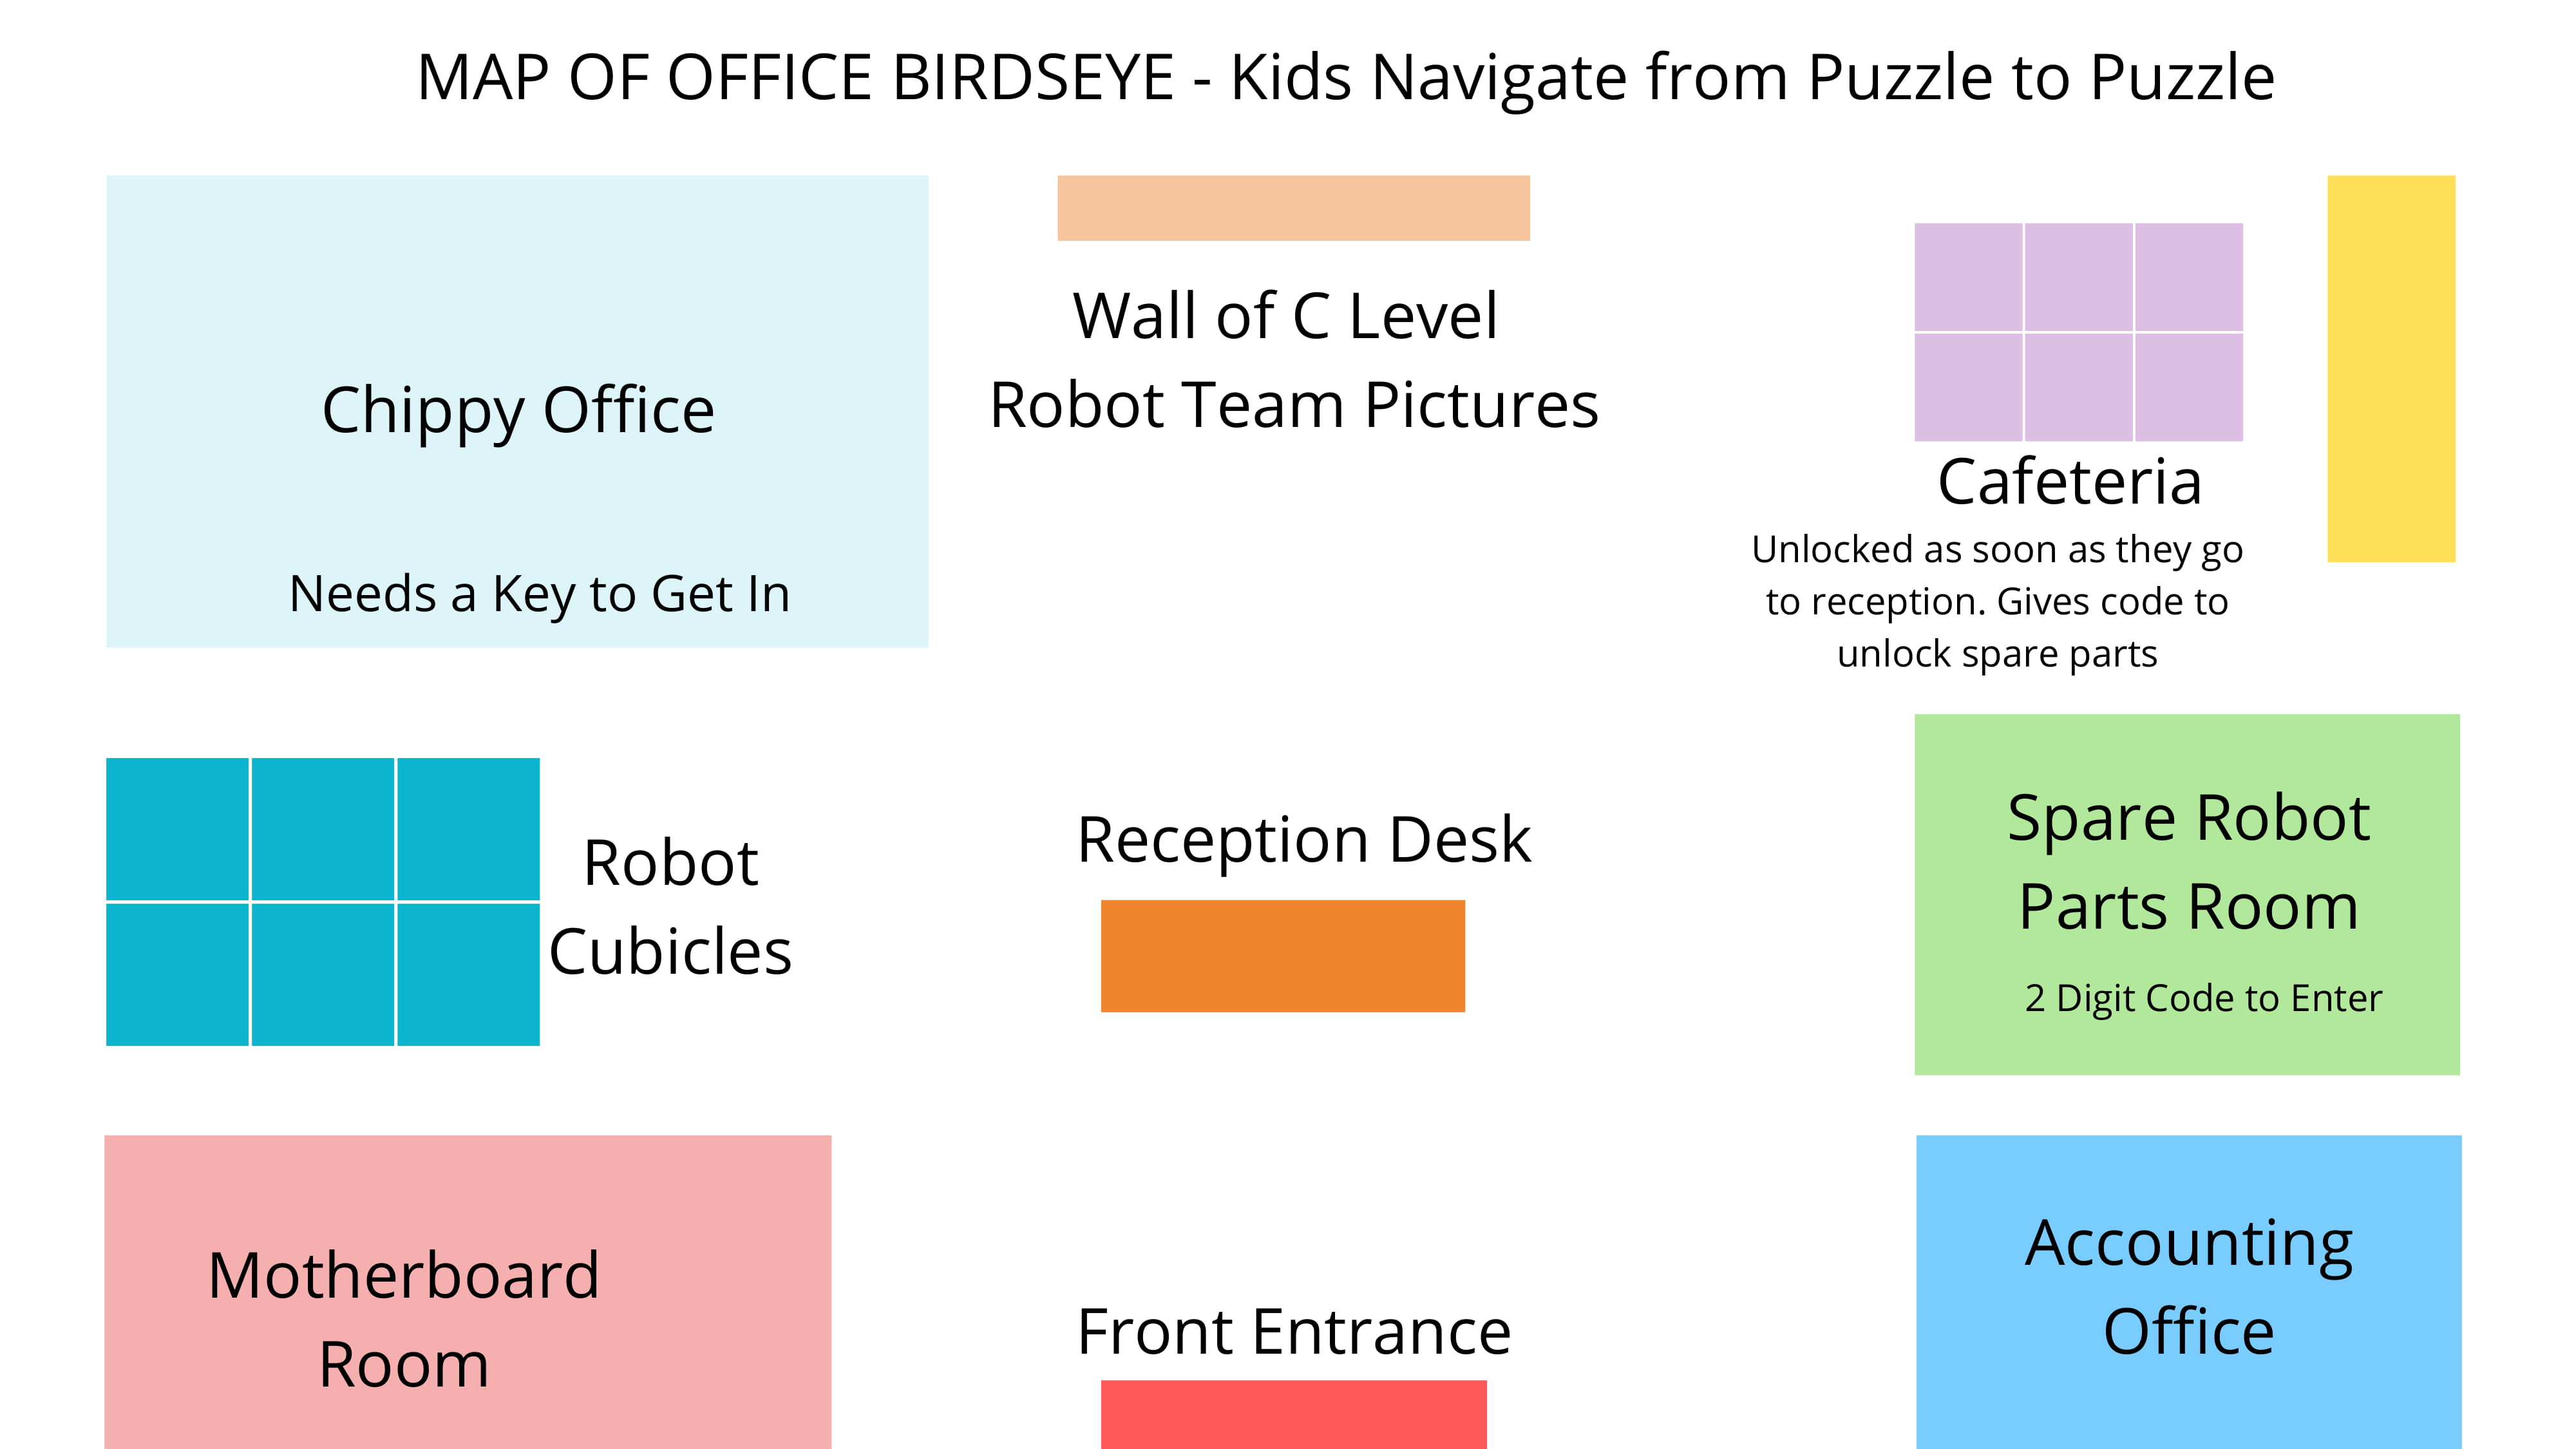 MAP OF OFFICE BIRDSEYE - Kids Navigate from Puzzle to Puzzle
Chippy Office
Needs a Key to Get In
Wall of C Level
Robot Team Pictures
Cafeteria
Unlocked as soon as they go
to reception. Gives code to
unlock spare parts
Robot
Cubicles
Reception Desk
Spare Robot
Parts Room
2 Digit Code to Enter
Motherboard
Room
Front Entrance
Accounting
Office